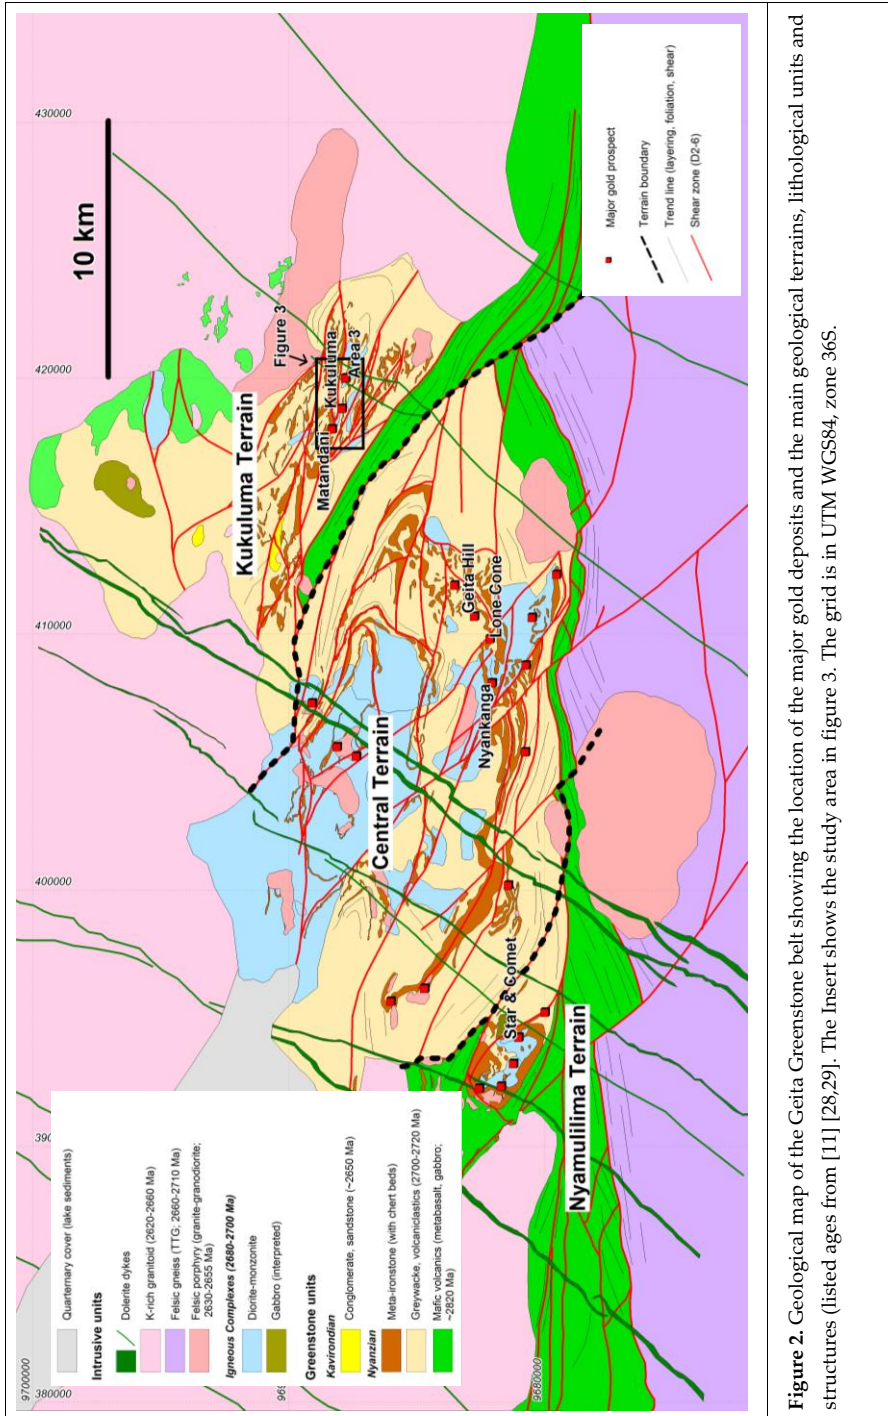 430000
420000
410000
400000
390
380000
9700000
969
9680000
10 km
Figure 3
Kukuluma Terrain
Matandani
Kukuluma
Area 3
Central Terrain
Geita Hill
Lone-Cone
Nyankanga
Star & Comet
Nyamulilima Terrain
Major gold prospect
Terrain boundary
Trend line (layering, foliation, shear)
Shear zone (D2-6)
Quarternary cover (lake sediments)
Intrusive units
Dolerite dykes
K-rich granitoid (2620-2660 Ma)
Felsic gneiss (TTG; 2660-2710 Ma)
Felsic porphyry (granite-granodiorite;
2630-2655 Ma)
Igneous Complexes (2680-2700 Ma)
Diorite-monzonite
Gabbro (interpreted)
Greenstone units
Kavirondian
Conglomerate, sandstone (~2650 Ma)
Nyanzian
Meta-ironstone (with chert beds)
Greywacke, volcaniclastics (2700-2720 Ma)
Mafic volcanics (metabasalt, gabbro;
~2820 Ma)
Figure 2. Geological map of the Geita Greenstone belt showing the location of the major gold deposits and the main geological terrains, lithological units and
structures (listed ages from [11] [28,29]. The Insert shows the study area in figure 3. The grid is in UTM WGS84, zone 36S.